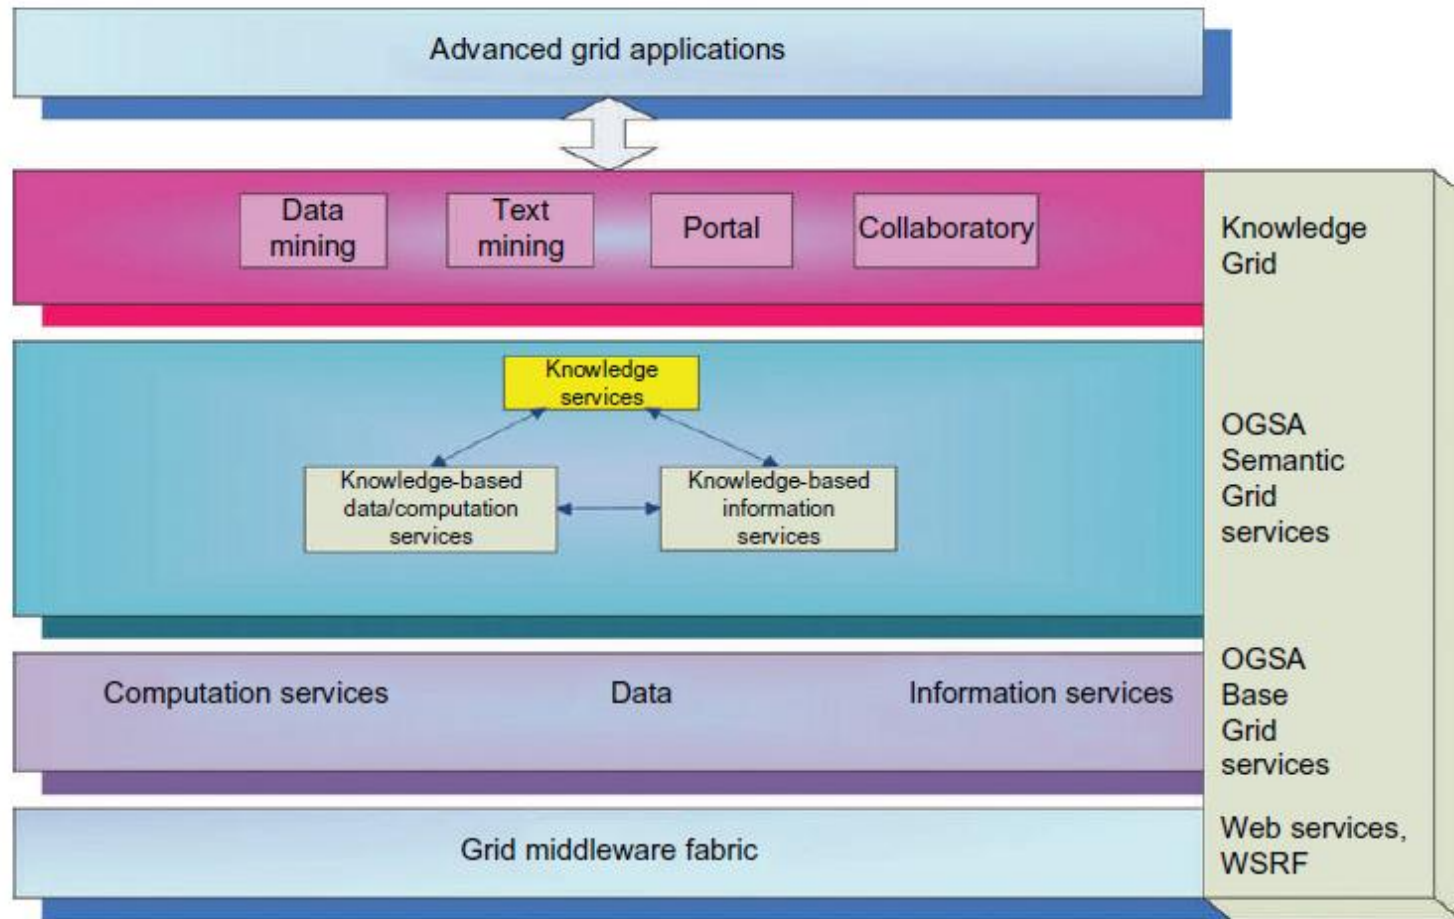 Advanced grid applications
Data
mining
Text
mining
Portal
Collaboratory
Knowledge
Grid
Knowledge
services
Knowledge-based
data/computation
services
Knowledge-based
information
services
OGSA
Semantic
Grid
services
Computation services
Data
Information services
OGSA
Base
Grid
services
Grid middleware fabric
Web services,
WSRF